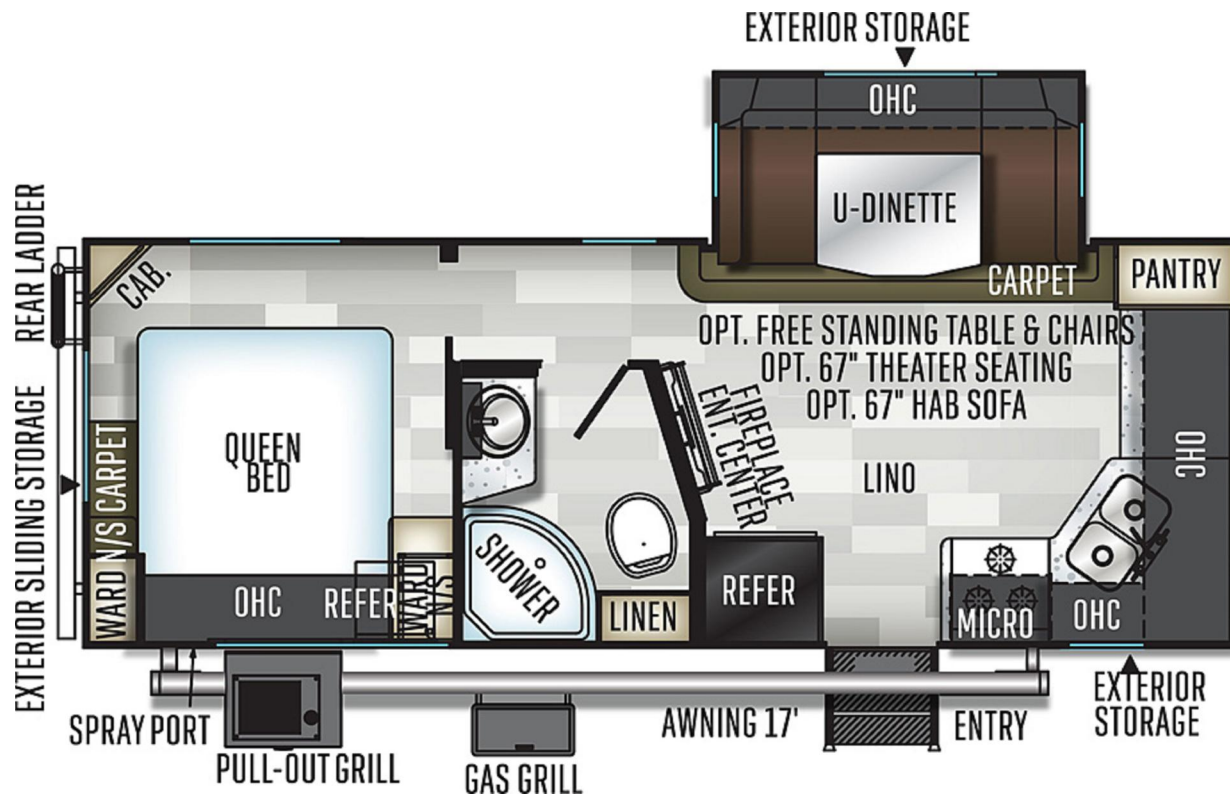 EXTERIOR STORAGE
OHC
U-DINETTE
CARPET
PANTRY
REAR LADDER
CAB.
OPT. FREE STANDING TABLE & CHAIRS
OPT. 67" THEATER SEATING
OPT. 67" HAB SOFA
FIREPLACE
ENT. CENTER
LINO
OHC
EXTERIOR SLIDING STORAGE
CARPET
WARD N/S
QUEEN
BED
OHC
REFER
WARD
N/S
SHOWER
LINEN
REFER
MICRO
OHC
SPRAY PORT
PULL-OUT GRILL
GAS GRILL
AWNING 17'
ENTRY
EXTERIOR
STORAGE